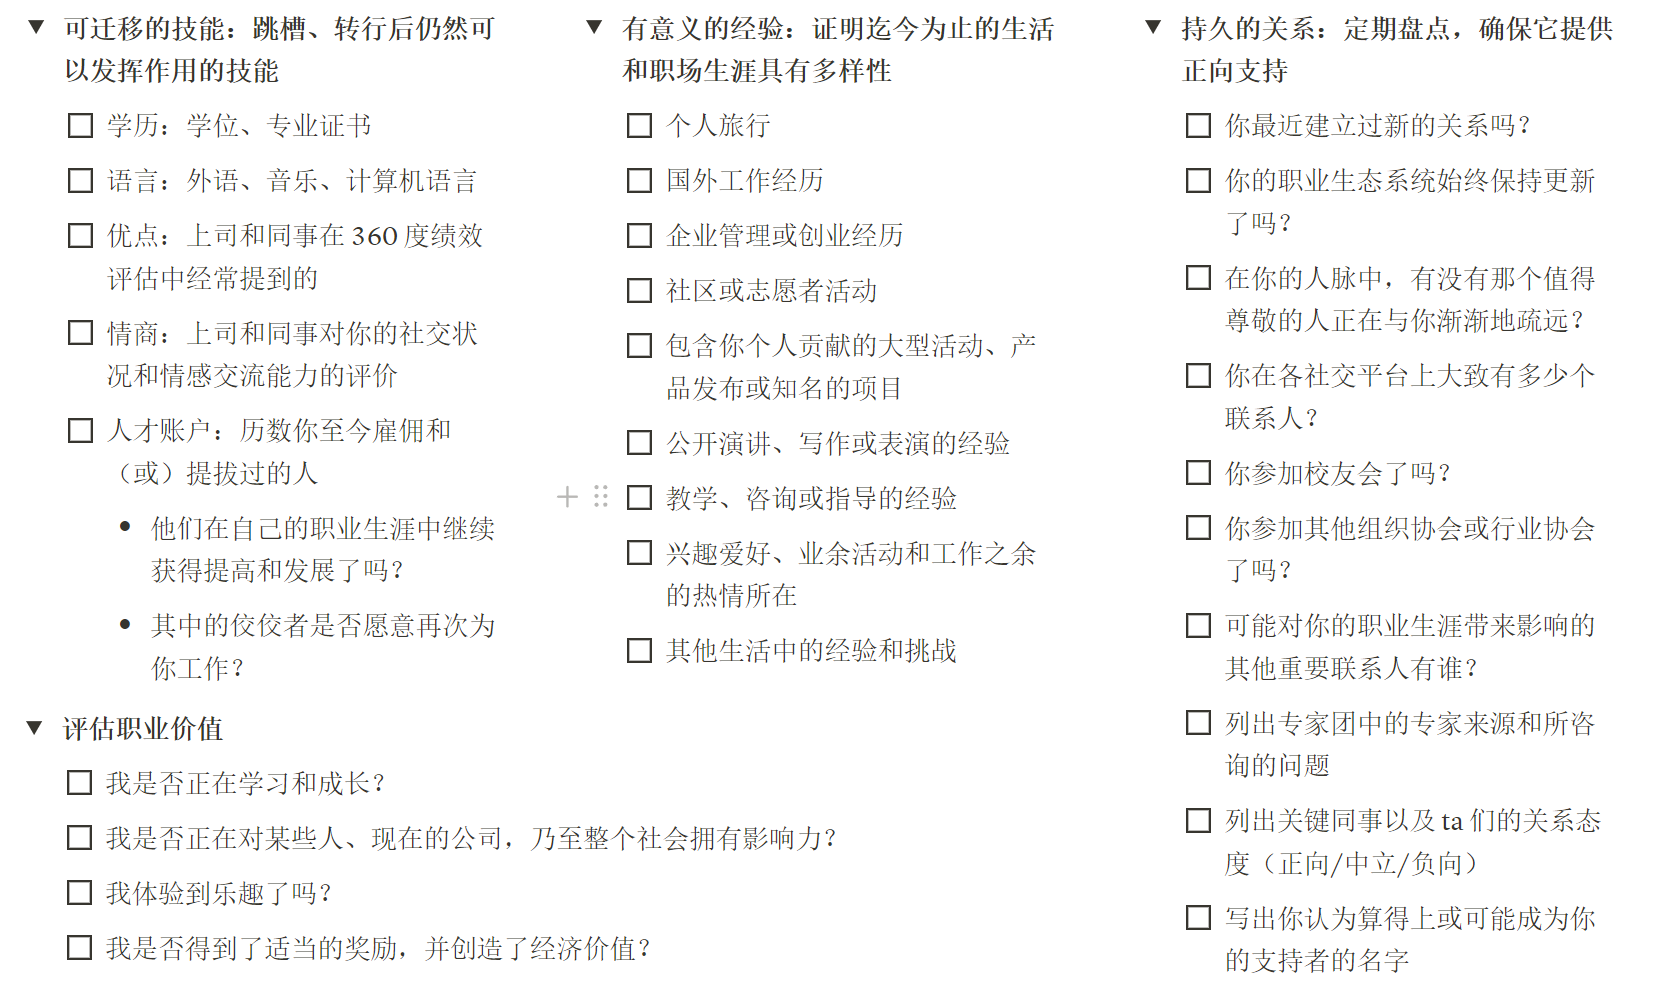 可迁移的技能：跳槽、转行后仍然可
以发挥作用的技能
学历：学位、专业证书
语言：外语、音乐、计算机语言
优点：上司和同事在 360 度绩效
评估中经常提到的
情商：上司和同事对你的社交状
况和情感交流能力的评价
人才账户：历数你至今雇佣和
（或）提拔过的人
他们在自己的职业生涯中继续
获得提高和发展了吗？
其中的佼佼者是否愿意再次为
你工作？
有意义的经验：证明迄今为止的生活
和职场生涯具有多样性
个人旅行
国外工作经历
企业管理或创业经历
社区或志愿者活动
包含你个人贡献的大型活动、产
品发布或知名的项目
公开演讲、写作或表演的经验
教学、咨询或指导的经验
兴趣爱好、业余活动和工作之余
的热情所在
其他生活中的经验和挑战
持久的关系：定期盘点，确保它提供
正向支持
你最近建立过新的关系吗？
你的职业生态系统始终保持更新
了吗？
在你的人脉中，有没有那个值得
尊敬的人正在与你渐渐地疏远？
你在各社交平台上大致有多少个
联系人？
你参加校友会了吗？
你参加其他组织协会或行业协会
了吗？
可能对你的职业生涯带来影响的
其他重要联系人有谁？
列出专家团中的专家来源和所咨
询的问题
列出关键同事以及 ta 们的关系态
度（正向/中立/负向）
写出你认为算得上或可能成为你
的支持者的名字
评估职业价值
我是否正在学习和成长？
我是否正在对某些人、现在的公司，乃至整个社会拥有影响力？
我体验到乐趣了吗？
我是否得到了适当的奖励，并创造了经济价值？